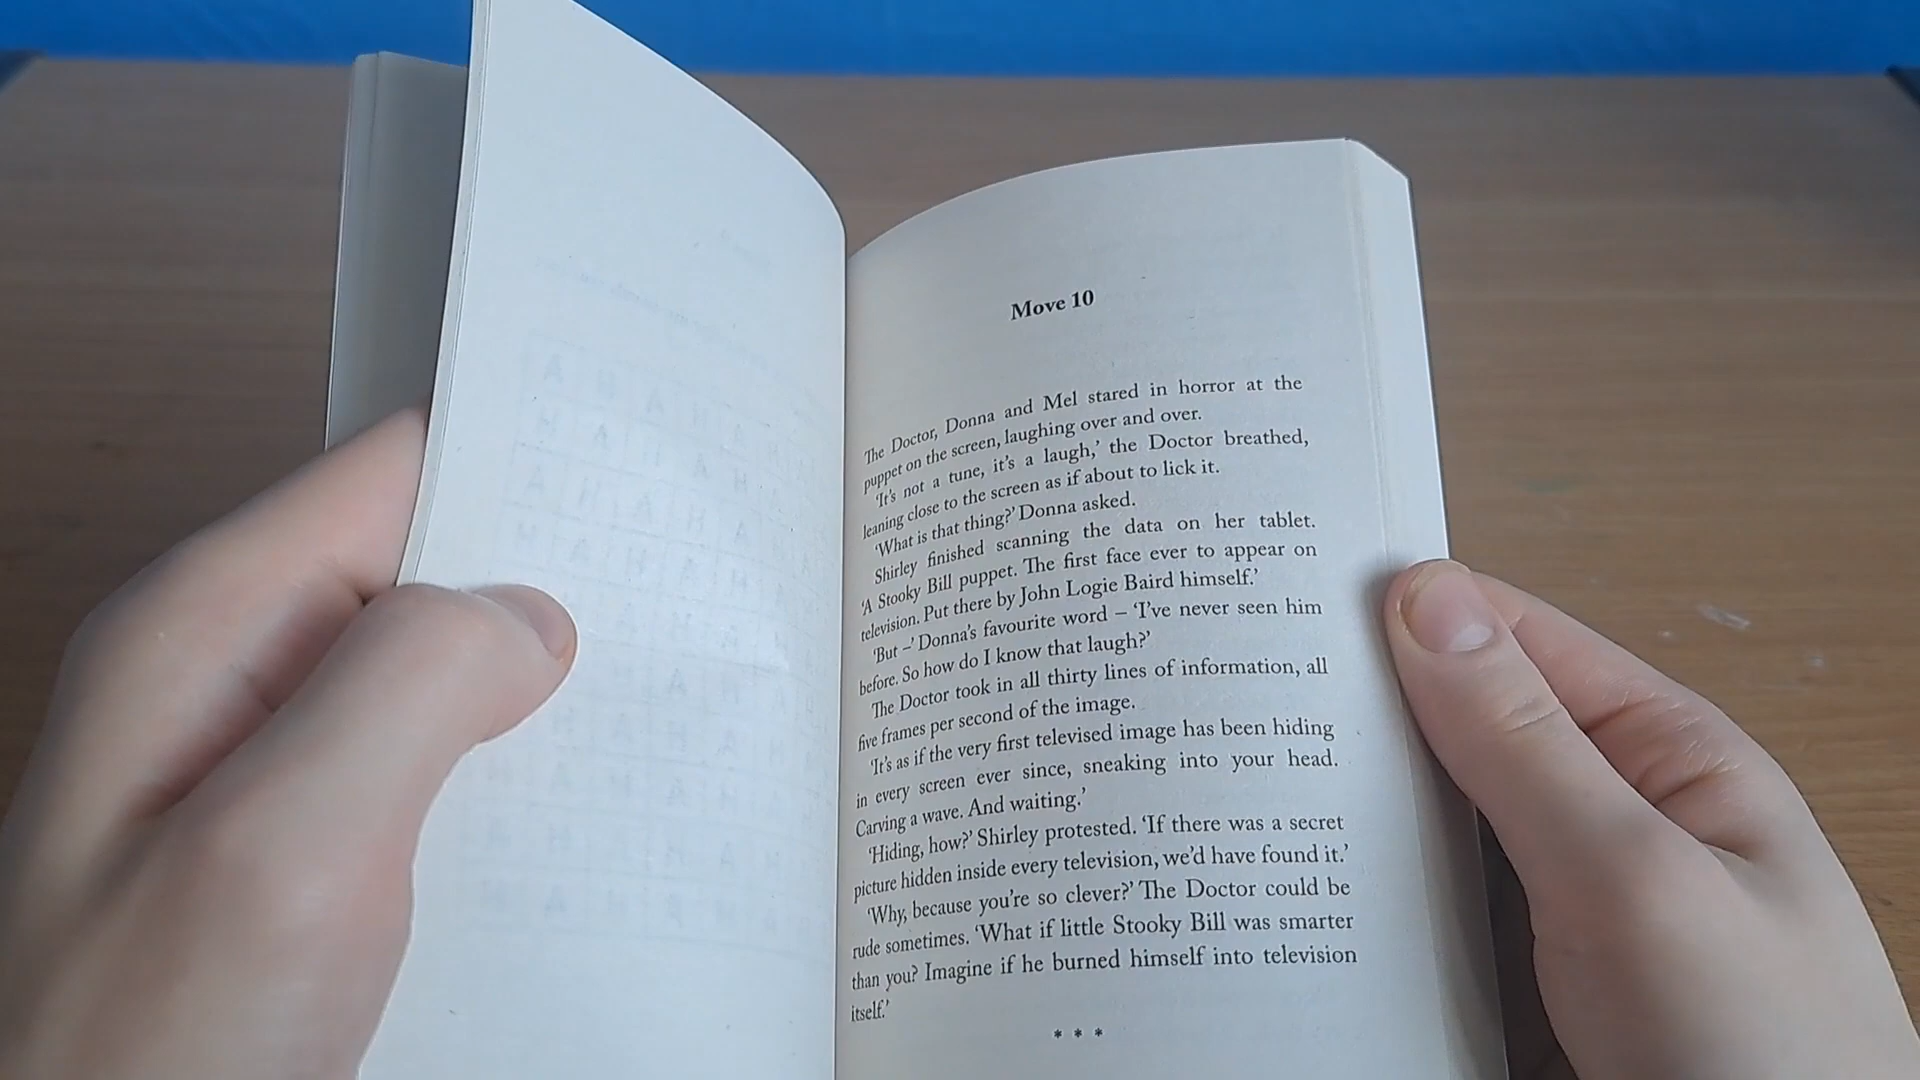 Move 10
The Doctor, Donna and Mel stared in horror at the
puppet on the screen, laughing over and over.
‘It’s not a tune, it’s a laugh,’ the Doctor breathed,
leaning close to the screen as if about to lick it.
‘What is that thing?’ Donna asked.
Shirley finished scanning the data on her tablet.
‘A Stooky Bill puppet. The first face ever to appear on
television. Put there by John Logie Baird himself.’
‘But –’ Donna’s favourite word – ‘I’ve never seen him
before. So how do I know that laugh?’
The Doctor took in all thirty lines of information, all
five frames per second of the image.
‘It’s as if the very first televised image has been hiding
in every screen ever since, sneaking into your head.
Carving a wave. And waiting.’
‘Hiding, how?’ Shirley protested. ‘If there was a secret
picture hidden inside every television, we’d have found it.’
‘Why, because you’re so clever?’ The Doctor could be
rude sometimes. ‘What if little Stooky Bill was smarter
than you? Imagine if he burned himself into television
itself.’
* * *